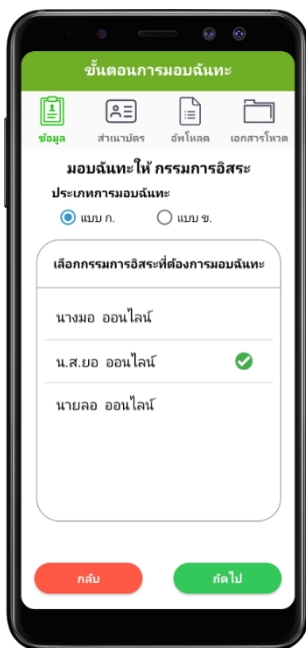 ขั้นตอนการมอบฉันทะ
ข้อมูล สำเนาบัตร อัพโหลด เอกสารโหวต
มอบฉันทะให้ กรรมการอิสระ
ประเภทการมอบฉันทะ
แบบ ก. แบบ ข.
เลือกกรรมการอิสระที่ต้องการมอบฉันทะ
นางมอ ออนไลน์
น.ส.ยอ ออนไลน์
นายลอ ออนไลน์
กลับ ถัดไป